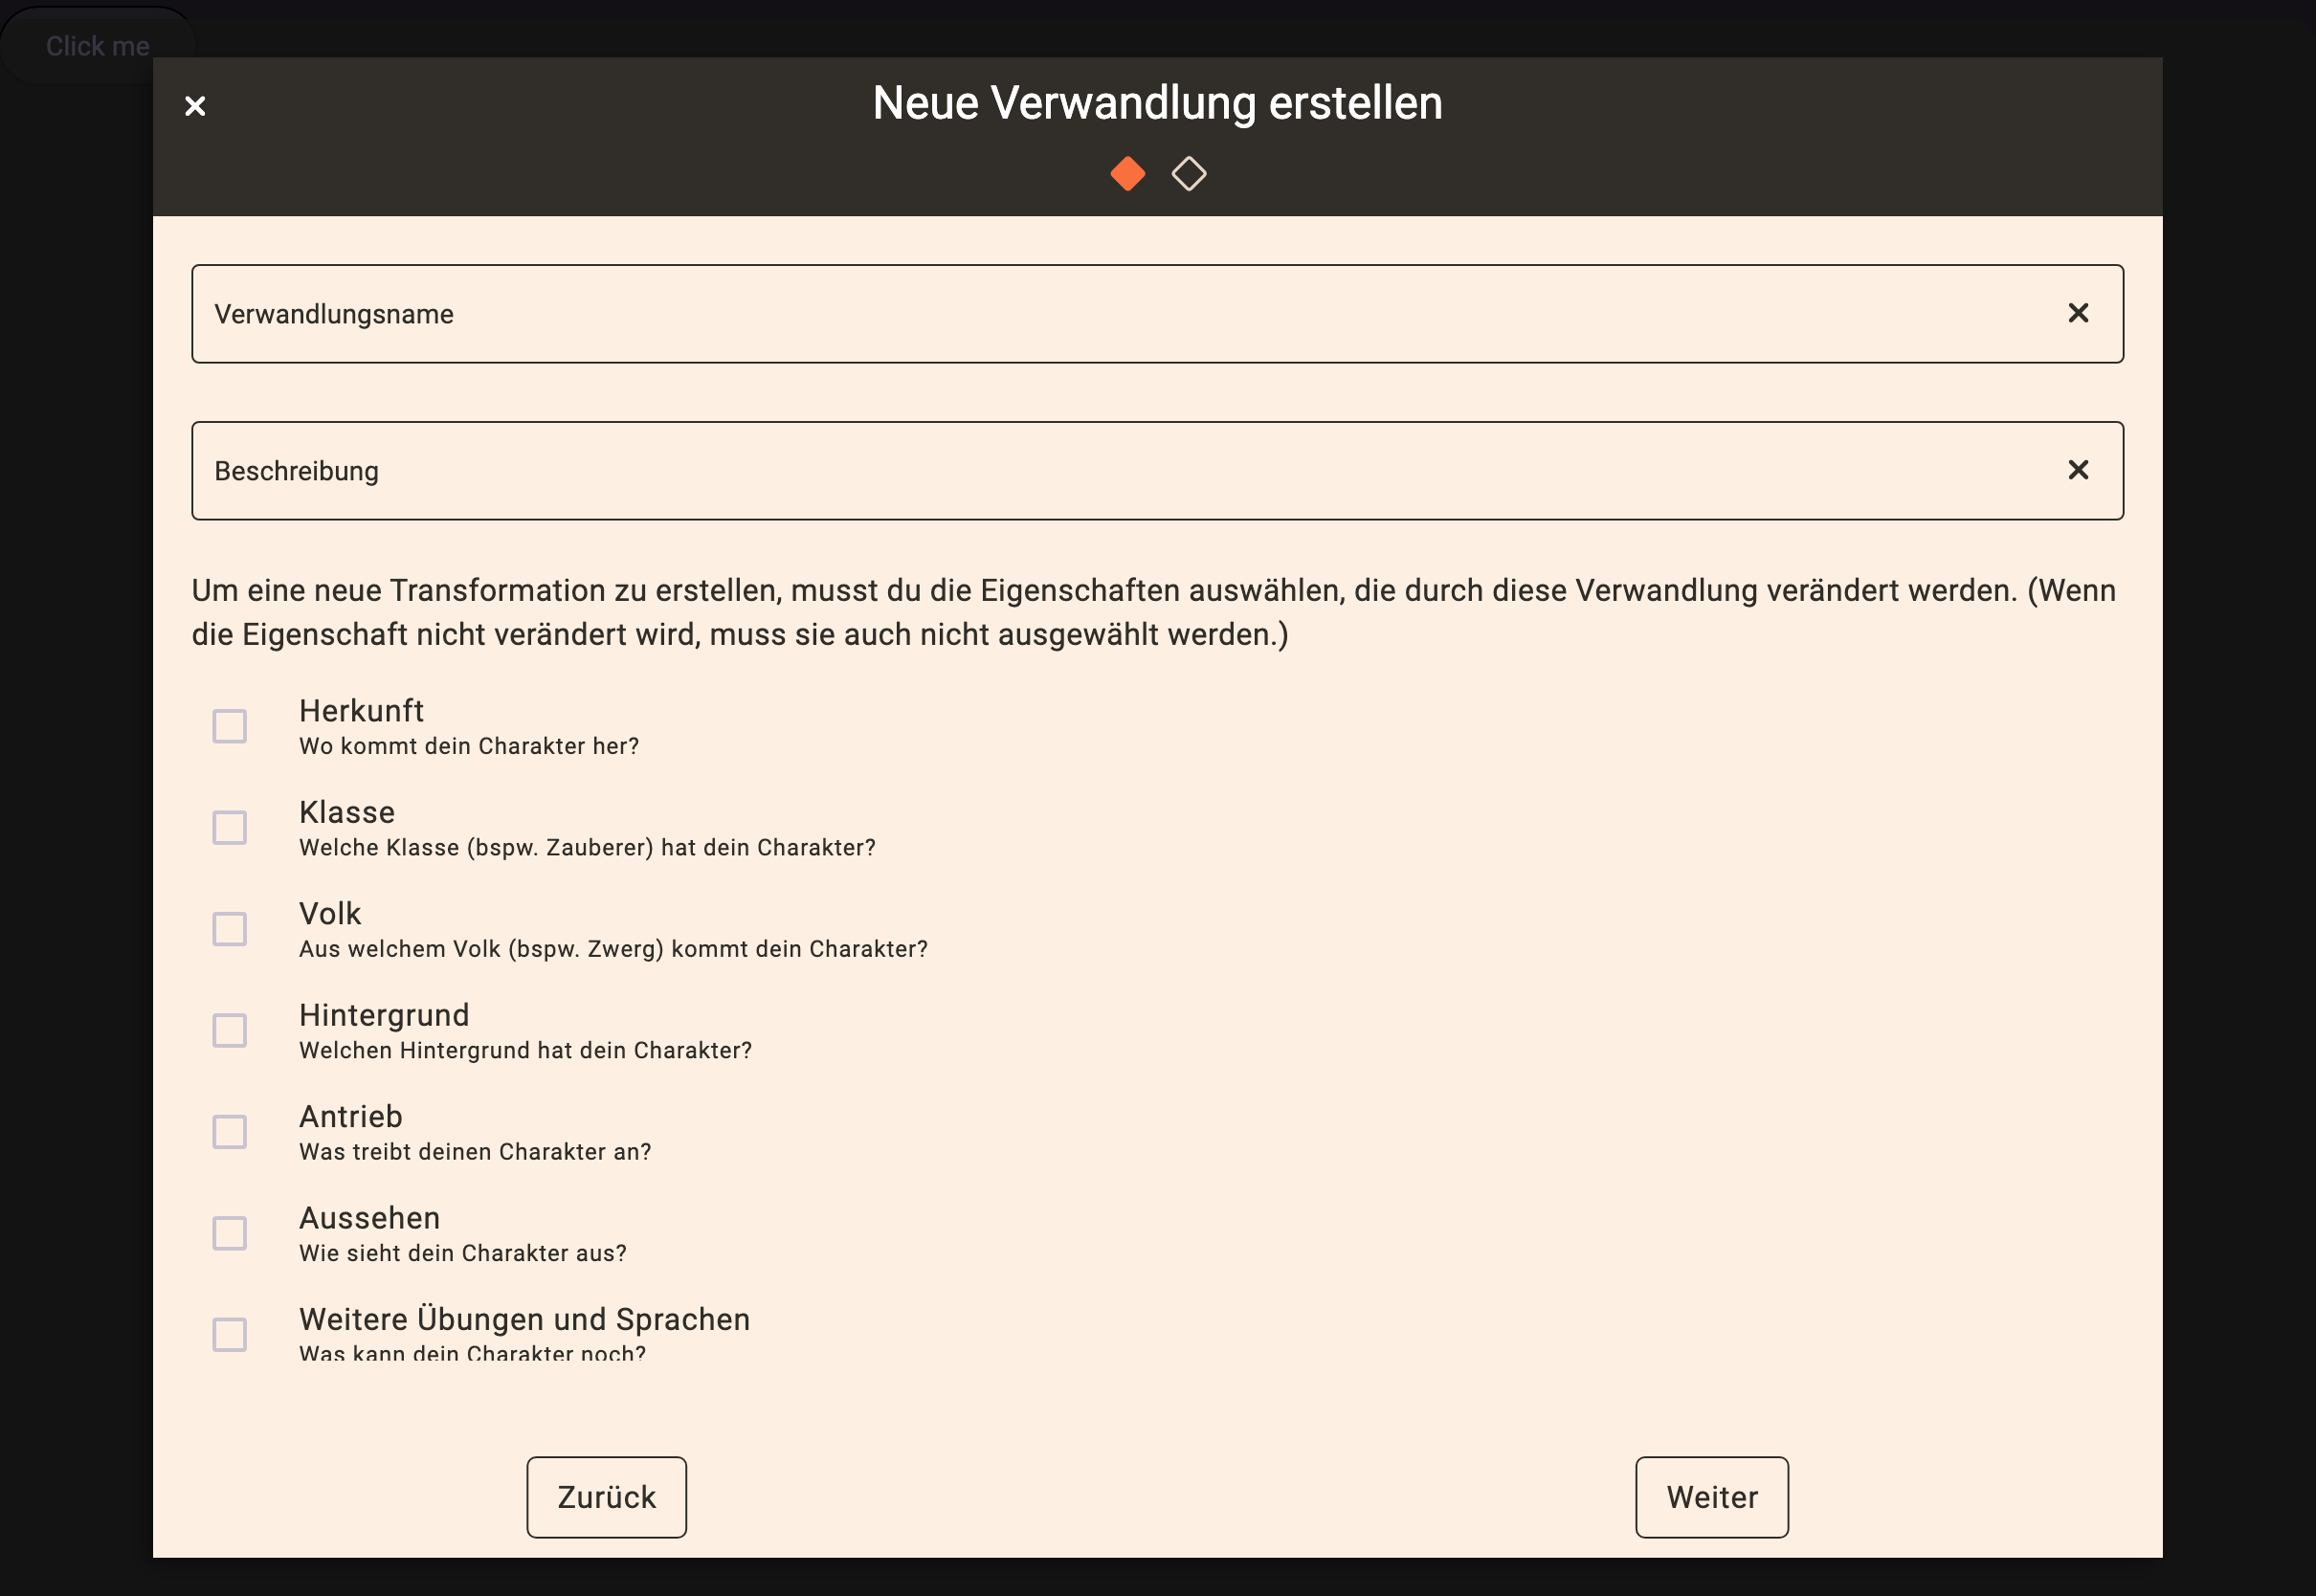 Click me
Neue Verwandlung erstellen
Verwandlungsname
Beschreibung
Um eine neue Transformation zu erstellen, musst du die Eigenschaften auswählen, die durch diese Verwandlung verändert werden. (Wenn
die Eigenschaft nicht verändert wird, muss sie auch nicht ausgewählt werden.)
Herkunft
Wo kommt dein Charakter her?
Klasse
Welche Klasse (bspw. Zauberer) hat dein Charakter?
Volk
Aus welchem Volk (bspw. Zwerg) kommt dein Charakter?
Hintergrund
Welchen Hintergrund hat dein Charakter?
Antrieb
Was treibt deinen Charakter an?
Aussehen
Wie sieht dein Charakter aus?
Weitere Übungen und Sprachen
Was kann dein Charakter noch?
Zurück
Weiter